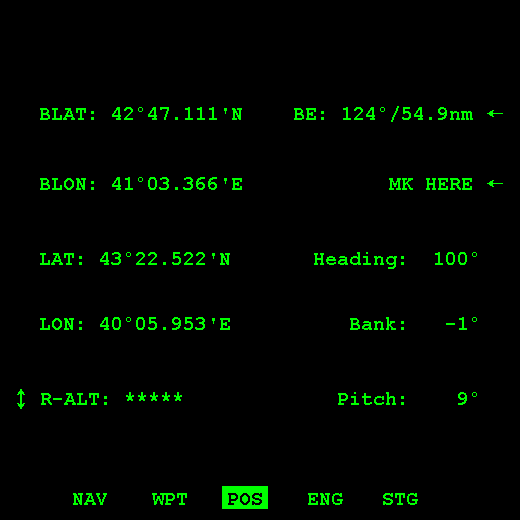 BLAT: 42°47.111'N BE: 124°/54.9nm ←
BLON: 41°03.366'E MK HERE ←
LAT: 43°22.522'N Heading: 100°
LON: 40°05.953'E Bank: -1°
↕ R-ALT: ***** Pitch: 9°
NAV WPT POS ENG STG